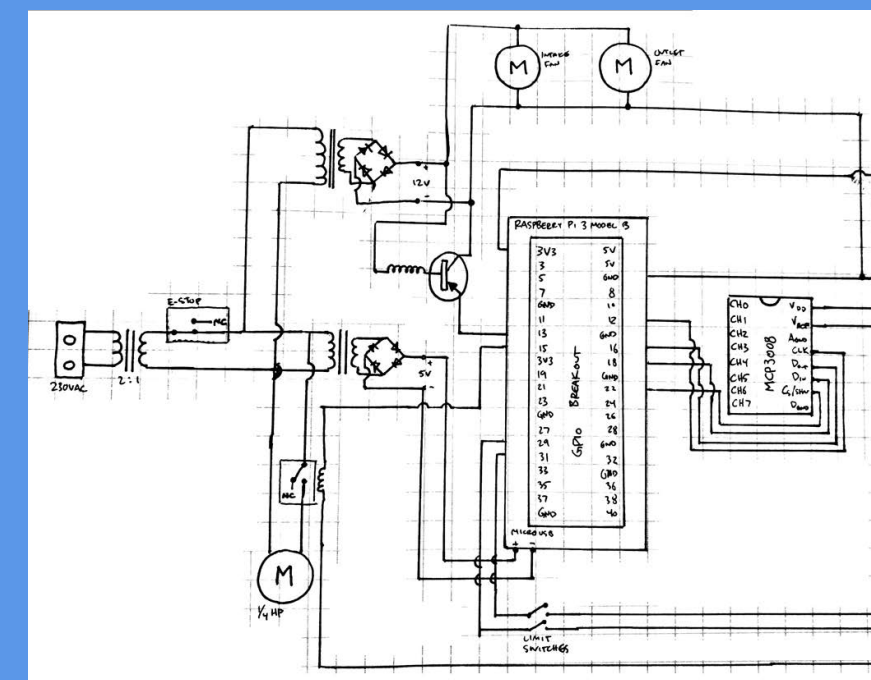 M
INTAKE
FAN
M
OUTLET
FAN
+
12V
-
RASPBERRY PI 3 MODEL B
3V3 5V
3 5V
5 GND
7 8
GND 10
11 12
13 GND
15 16
3V3 18
19 GND
21 22
23 24
GND 26
27 28
29 GND
31 32
33 GND
35 36
37 38
GND 40
GPIO BREAKOUT
MICROUSB
+ -
E-STOP
NC
230VAC
2:1
+
5V
-
NC
M
1/4 HP
LIMIT
SWITCHES
MCP3008
CH0 VDD
CH1 VREF
CH2 AGND
CH3 CLK
CH4 DOUT
CH5 DIN
CH6 CS/SHDN
CH7 DGND